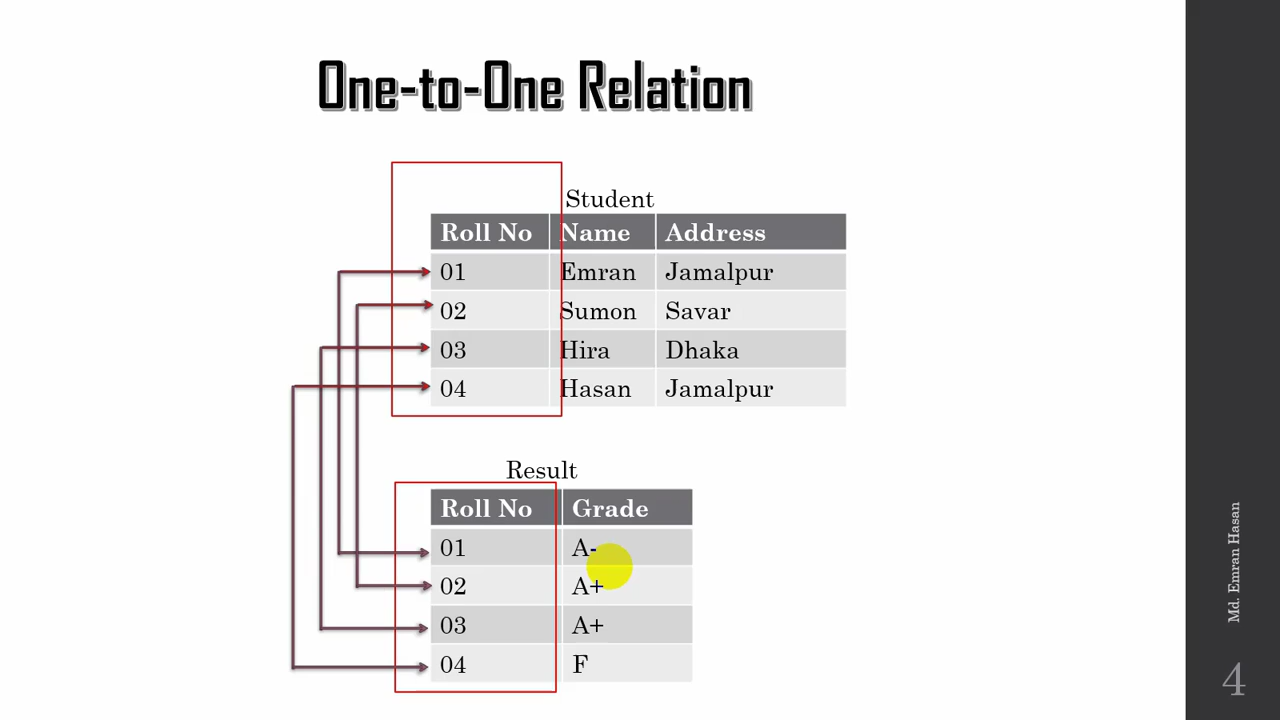 One-to-One Relation
Student
Roll No Name Address
01 Emran Jamalpur
02 Sumon Savar
03 Hira Dhaka
04 Hasan Jamalpur
Result
Roll No Grade
01 A-
02 A+
03 A+
04 F
Md. Emran Hasan
4